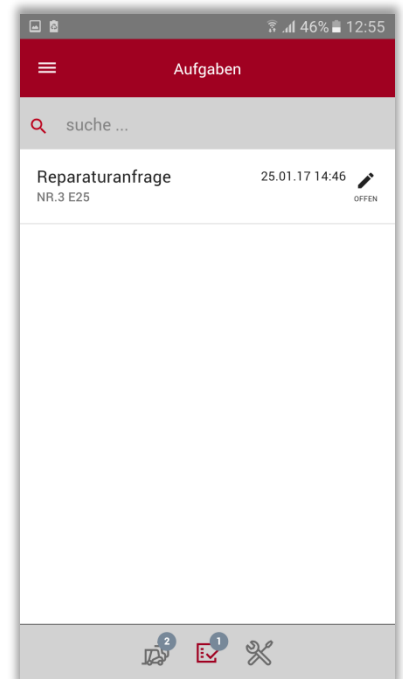 46% 12:55
Aufgaben
suche ...
Reparaturanfrage 25.01.17 14:46
NR.3 E25 OFFEN
2 1